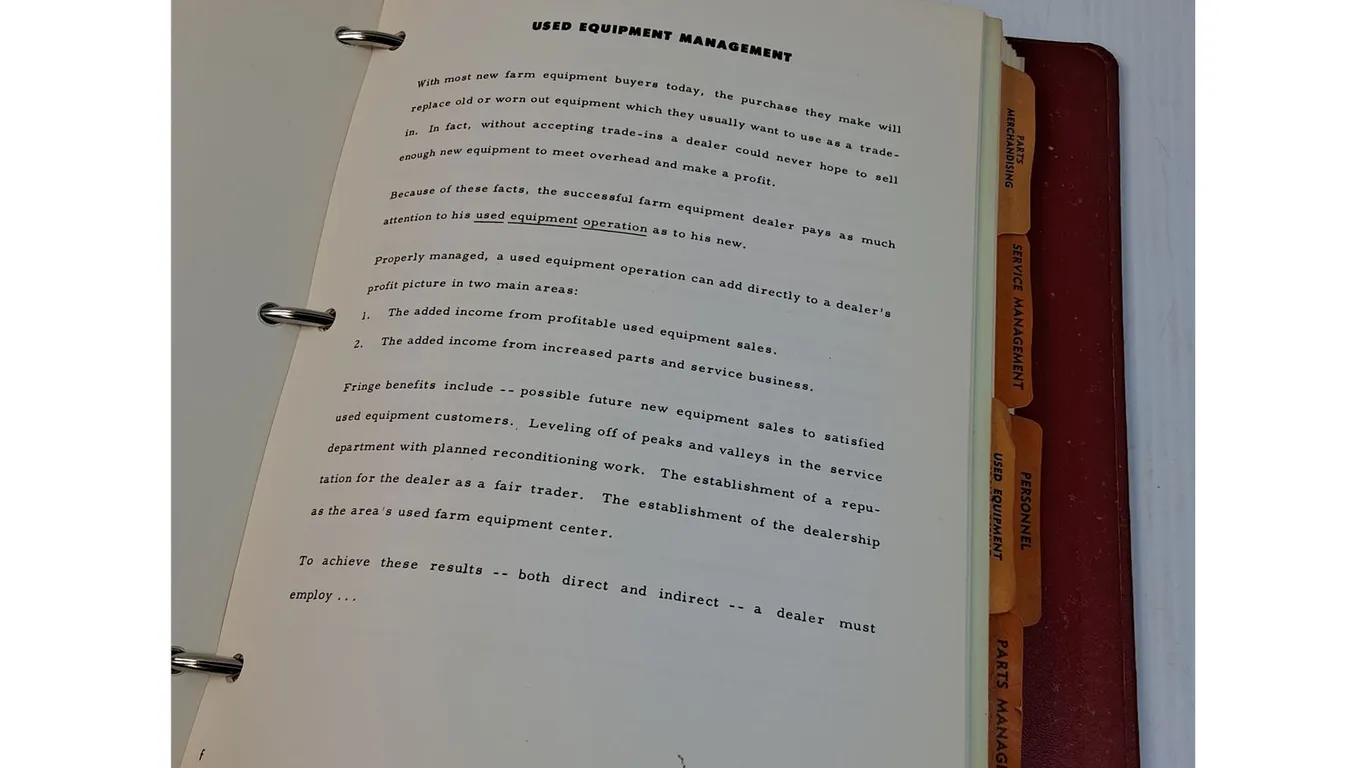 USED EQUIPMENT MANAGEMENT
With most new farm equipment buyers today, the purchase they make will
replace old or worn out equipment which they usually want to use as a trade-
in. In fact, without accepting trade-ins a dealer could never hope to sell
enough new equipment to meet overhead and make a profit.
Because of these facts, the successful farm equipment dealer pays as much
attention to his used equipment operation as to his new.
Properly managed, a used equipment operation can add directly to a dealer's
profit picture in two main areas:
1. The added income from profitable used equipment sales.
2. The added income from increased parts and service business.
Fringe benefits include -- possible future new equipment sales to satisfied
used equipment customers. Leveling off of peaks and valleys in the service
department with planned reconditioning work. The establishment of a repu-
tation for the dealer as a fair trader. The establishment of the dealership
as the area's used farm equipment center.
To achieve these results -- both direct and indirect -- a dealer must
employ ...
f
PARTS
MERCHANDISING
SERVICE MANAGEMENT
PERSONNEL
USED EQUIPMENT
PARTS MANAG